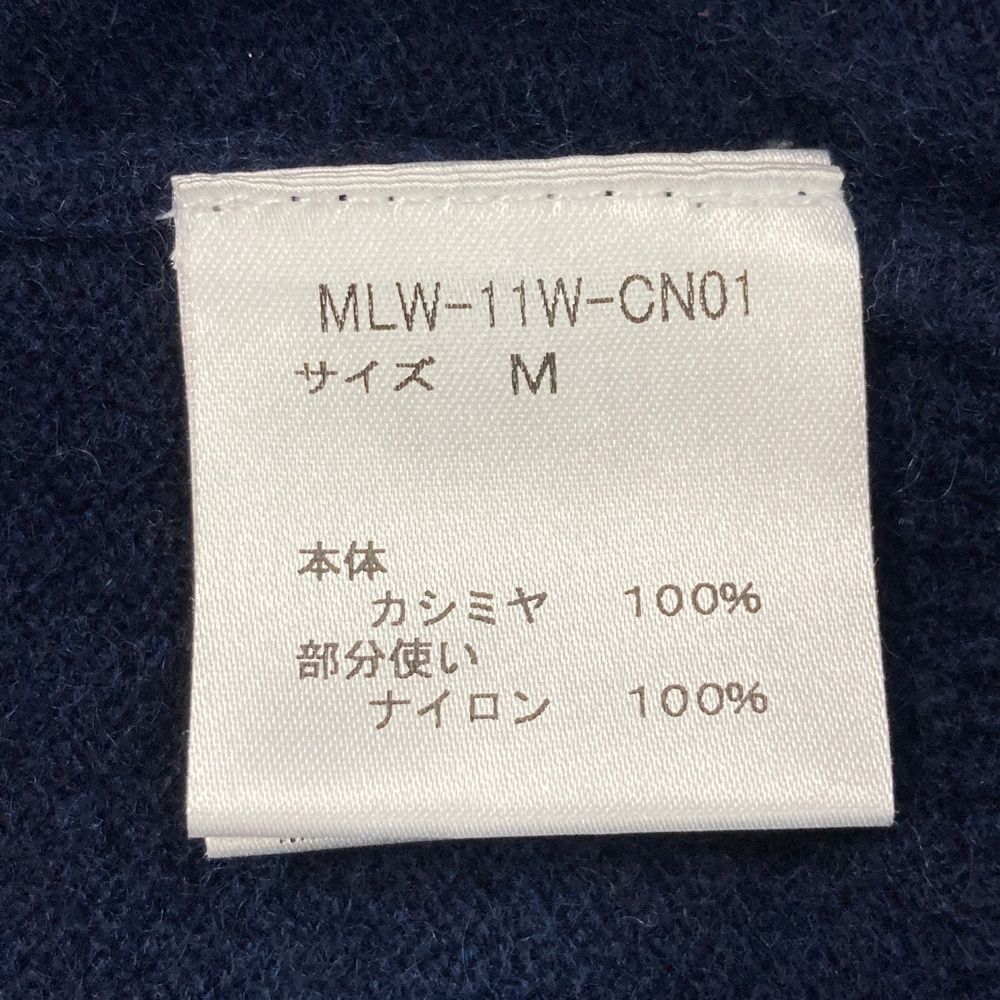 MLW-11W-CN01
サイズ M
本体
カシミヤ 100%
部分使い
ナイロン 100%